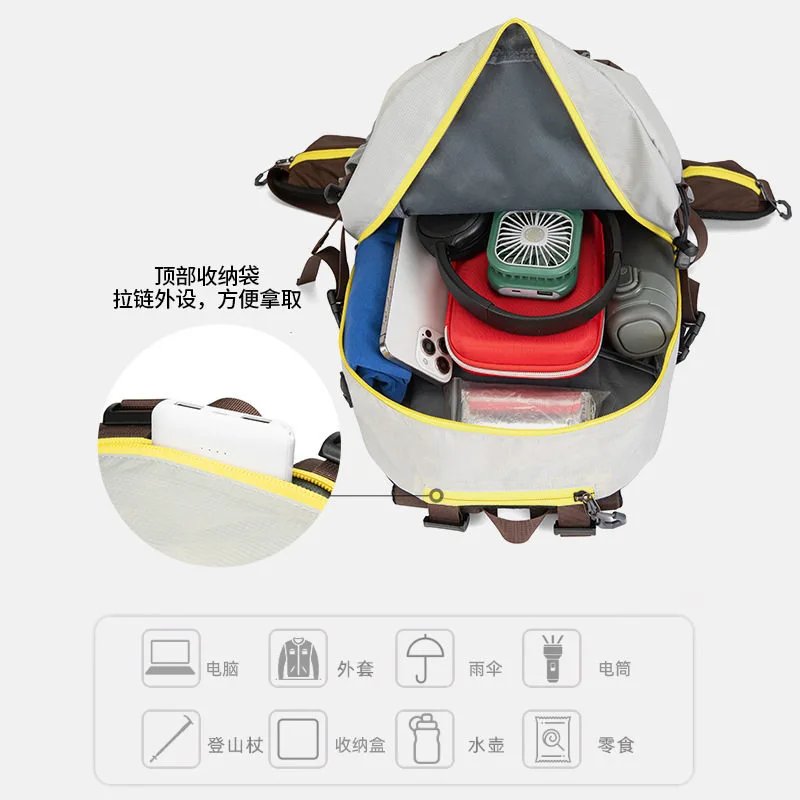 顶部收纳袋
拉链外设，方便拿取
电脑
外套
雨伞
电筒
登山杖
收纳盒
水壶
零食